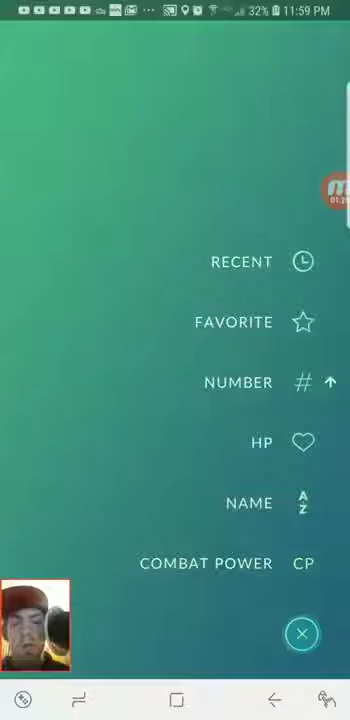 32% 11:59 PM
RECENT
FAVORITE
NUMBER #
HP
NAME A Z
COMBAT POWER CP